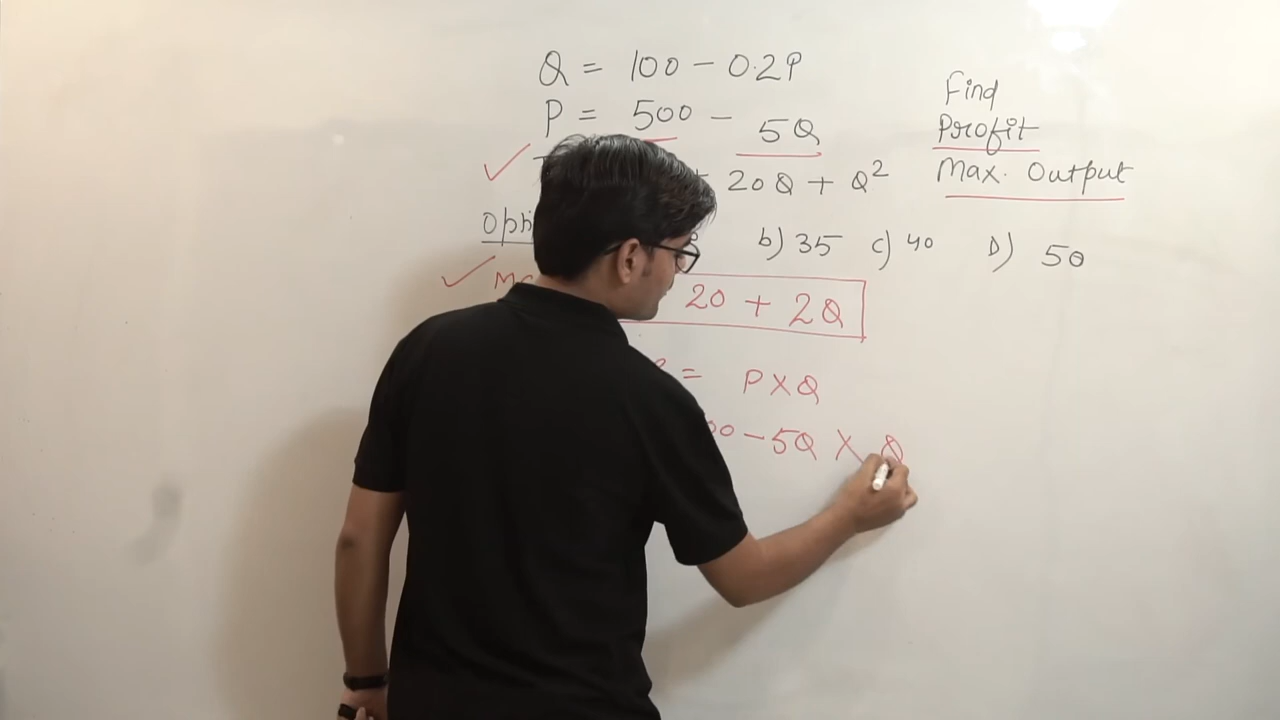 Q = 100 - 0.2P
P = 500 - 5Q
20Q + Q²
Find
Profit
Max. Output
b) 35 c) 40 D) 50
20 + 2Q
= P X Q
- 5Q X Q